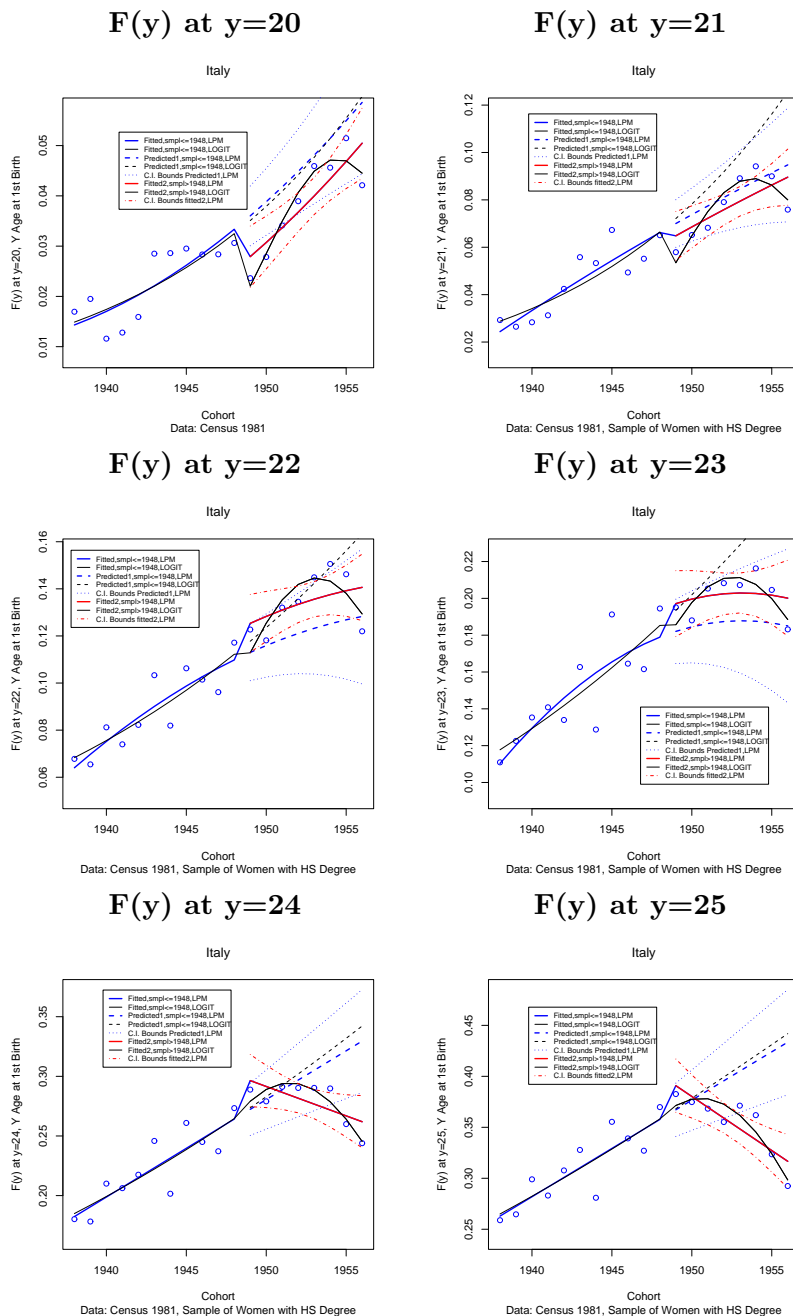 F(y) at y=20
Italy
F(y) at y=20, Y Age at 1st Birth
0.05
0.04
0.03
0.02
0.01
Fitted,smpl<=1948,LPM
Fitted,smpl<=1948,LOGIT
Predicted1,smpl<=1948,LPM
Predicted1,smpl<=1948,LOGIT
C.I. Bounds Predicted1,LPM
Fitted2,smpl>1948,LPM
Fitted2,smpl>1948,LOGIT
C.I. Bounds fitted2,LPM
1940 1945 1950 1955
Cohort
Data: Census 1981
F(y) at y=21
Italy
F(y) at y=21, Y Age at 1st Birth
0.12
0.10
0.08
0.06
0.04
0.02
Fitted,smpl<=1948,LPM
Fitted,smpl<=1948,LOGIT
Predicted1,smpl<=1948,LPM
Predicted1,smpl<=1948,LOGIT
C.I. Bounds Predicted1,LPM
Fitted2,smpl>1948,LPM
Fitted2,smpl>1948,LOGIT
C.I. Bounds fitted2,LPM
1940 1945 1950 1955
Cohort
Data: Census 1981, Sample of Women with HS Degree
F(y) at y=22
Italy
F(y) at y=22, Y Age at 1st Birth
0.16
0.14
0.12
0.10
0.08
0.06
Fitted,smpl<=1948,LPM
Fitted,smpl<=1948,LOGIT
Predicted1,smpl<=1948,LPM
Predicted1,smpl<=1948,LOGIT
C.I. Bounds Predicted1,LPM
Fitted2,smpl>1948,LPM
Fitted2,smpl>1948,LOGIT
C.I. Bounds fitted2,LPM
1940 1945 1950 1955
Cohort
Data: Census 1981, Sample of Women with HS Degree
F(y) at y=23
Italy
F(y) at y=23, Y Age at 1st Birth
0.22
0.20
0.18
0.16
0.14
0.12
0.10
Fitted,smpl<=1948,LPM
Fitted,smpl<=1948,LOGIT
Predicted1,smpl<=1948,LPM
Predicted1,smpl<=1948,LOGIT
C.I. Bounds Predicted1,LPM
Fitted2,smpl>1948,LPM
Fitted2,smpl>1948,LOGIT
C.I. Bounds fitted2,LPM
1940 1945 1950 1955
Cohort
Data: Census 1981, Sample of Women with HS Degree
F(y) at y=24
Italy
F(y) at y=24, Y Age at 1st Birth
0.35
0.30
0.25
0.20
Fitted,smpl<=1948,LPM
Fitted,smpl<=1948,LOGIT
Predicted1,smpl<=1948,LPM
Predicted1,smpl<=1948,LOGIT
C.I. Bounds Predicted1,LPM
Fitted2,smpl>1948,LPM
Fitted2,smpl>1948,LOGIT
C.I. Bounds fitted2,LPM
1940 1945 1950 1955
Cohort
Data: Census 1981, Sample of Women with HS Degree
F(y) at y=25
Italy
F(y) at y=25, Y Age at 1st Birth
0.45
0.40
0.35
0.30
0.25
Fitted,smpl<=1948,LPM
Fitted,smpl<=1948,LOGIT
Predicted1,smpl<=1948,LPM
Predicted1,smpl<=1948,LOGIT
C.I. Bounds Predicted1,LPM
Fitted2,smpl>1948,LPM
Fitted2,smpl>1948,LOGIT
C.I. Bounds fitted2,LPM
1940 1945 1950 1955
Cohort
Data: Census 1981, Sample of Women with HS Degree